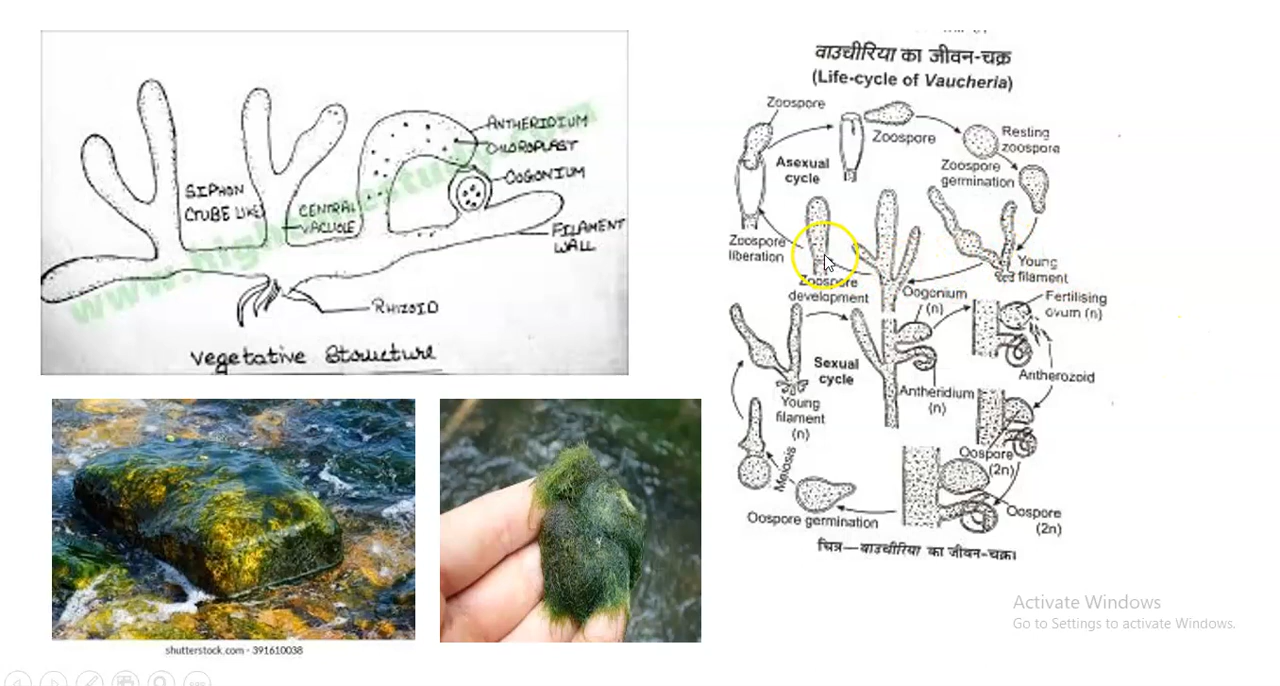 ANTHERIDIUM
CHLOROPLAST
OOGONIUM
SIPHON
(TUBE LIKE)
CENTRAL
VACUOLE
FILAMENT
WALL
RHIZOID
Vegetative Structure
shutterstock.com - 391610038
वाउचीरिया का जीवन-चक्र
(Life-cycle of Vaucheria)
Zoospore
Zoospore
Resting
zoospore
Asexual
cycle
Zoospore
germination
Zoospore
liberation
Young
filament
Zoospore
development
Oogonium
(n)
Fertilising
ovum (n)
Sexual
cycle
Antherozoid
Antheridium
(n)
Young
filament
(n)
Oospore
(2n)
Meiosis
Oospore
(2n)
Oospore germination
चित्र—वाउचीरिया का जीवन-चक्र।
Activate Windows
Go to Settings to activate Windows.